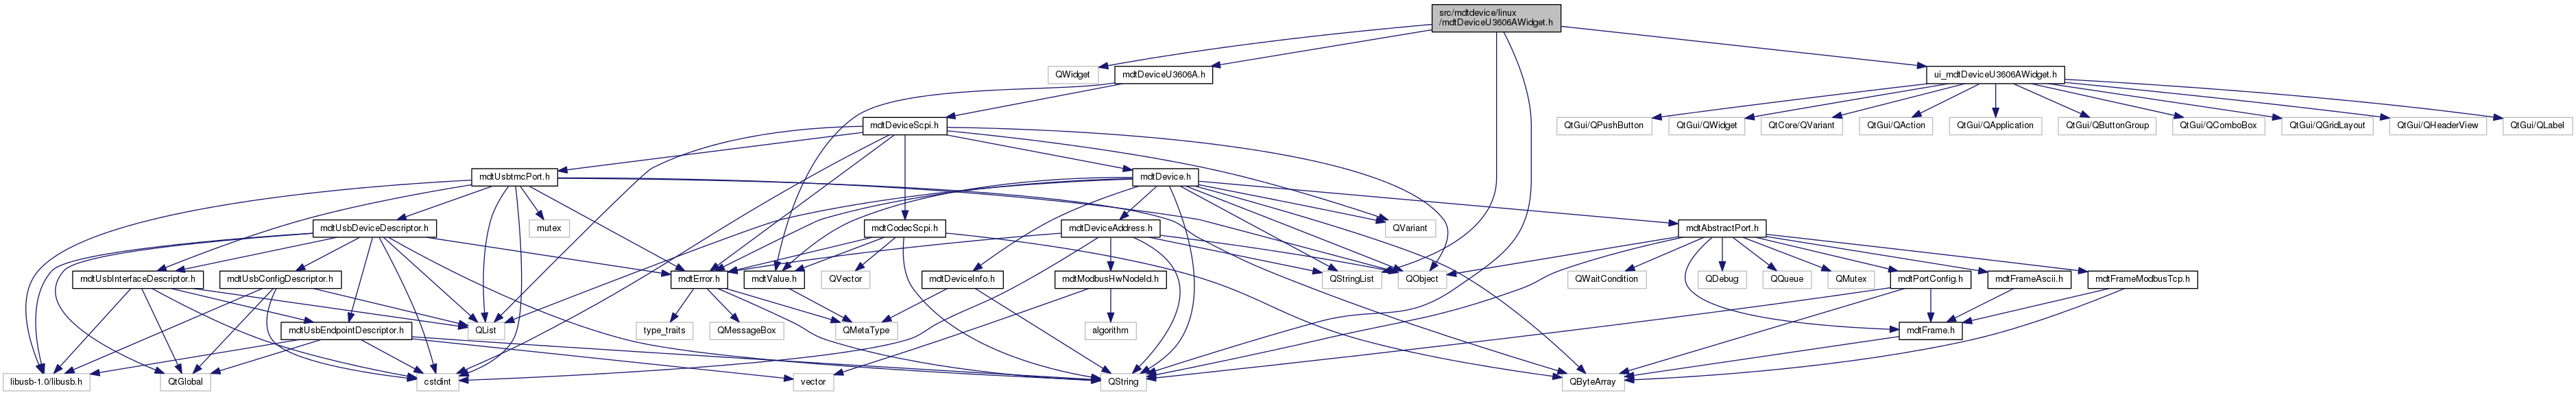 src/mdtdevice/linux
/mdtDeviceU3606AWidget.h
QWidget
mdtDeviceU3606A.h
ui_mdtDeviceU3606AWidget.h
mdtDeviceScpi.h
QtGui/QPushButton
QtGui/QWidget
QtCore/QVariant
QtGui/QAction
QtGui/QApplication
QtGui/QButtonGroup
QtGui/QComboBox
QtGui/QGridLayout
QtGui/QHeaderView
QtGui/QLabel
mdtUsbtmcPort.h
mdtDevice.h
mdtUsbDeviceDescriptor.h
mutex
mdtCodecScpi.h
mdtDeviceAddress.h
QVariant
mdtAbstractPort.h
mdtUsbInterfaceDescriptor.h
mdtUsbConfigDescriptor.h
mdtError.h
mdtValue.h
QVector
mdtDeviceInfo.h
mdtModbusHwNodeId.h
QStringList
QObject
QWaitCondition
QDebug
QQueue
QMutex
mdtPortConfig.h
mdtFrameAscii.h
mdtFrameModbusTcp.h
mdtUsbEndpointDescriptor.h
QList
type_traits
QMessageBox
QMetaType
algorithm
mdtFrame.h
libusb-1.0/libusb.h
QtGlobal
cstdint
vector
QString
QByteArray